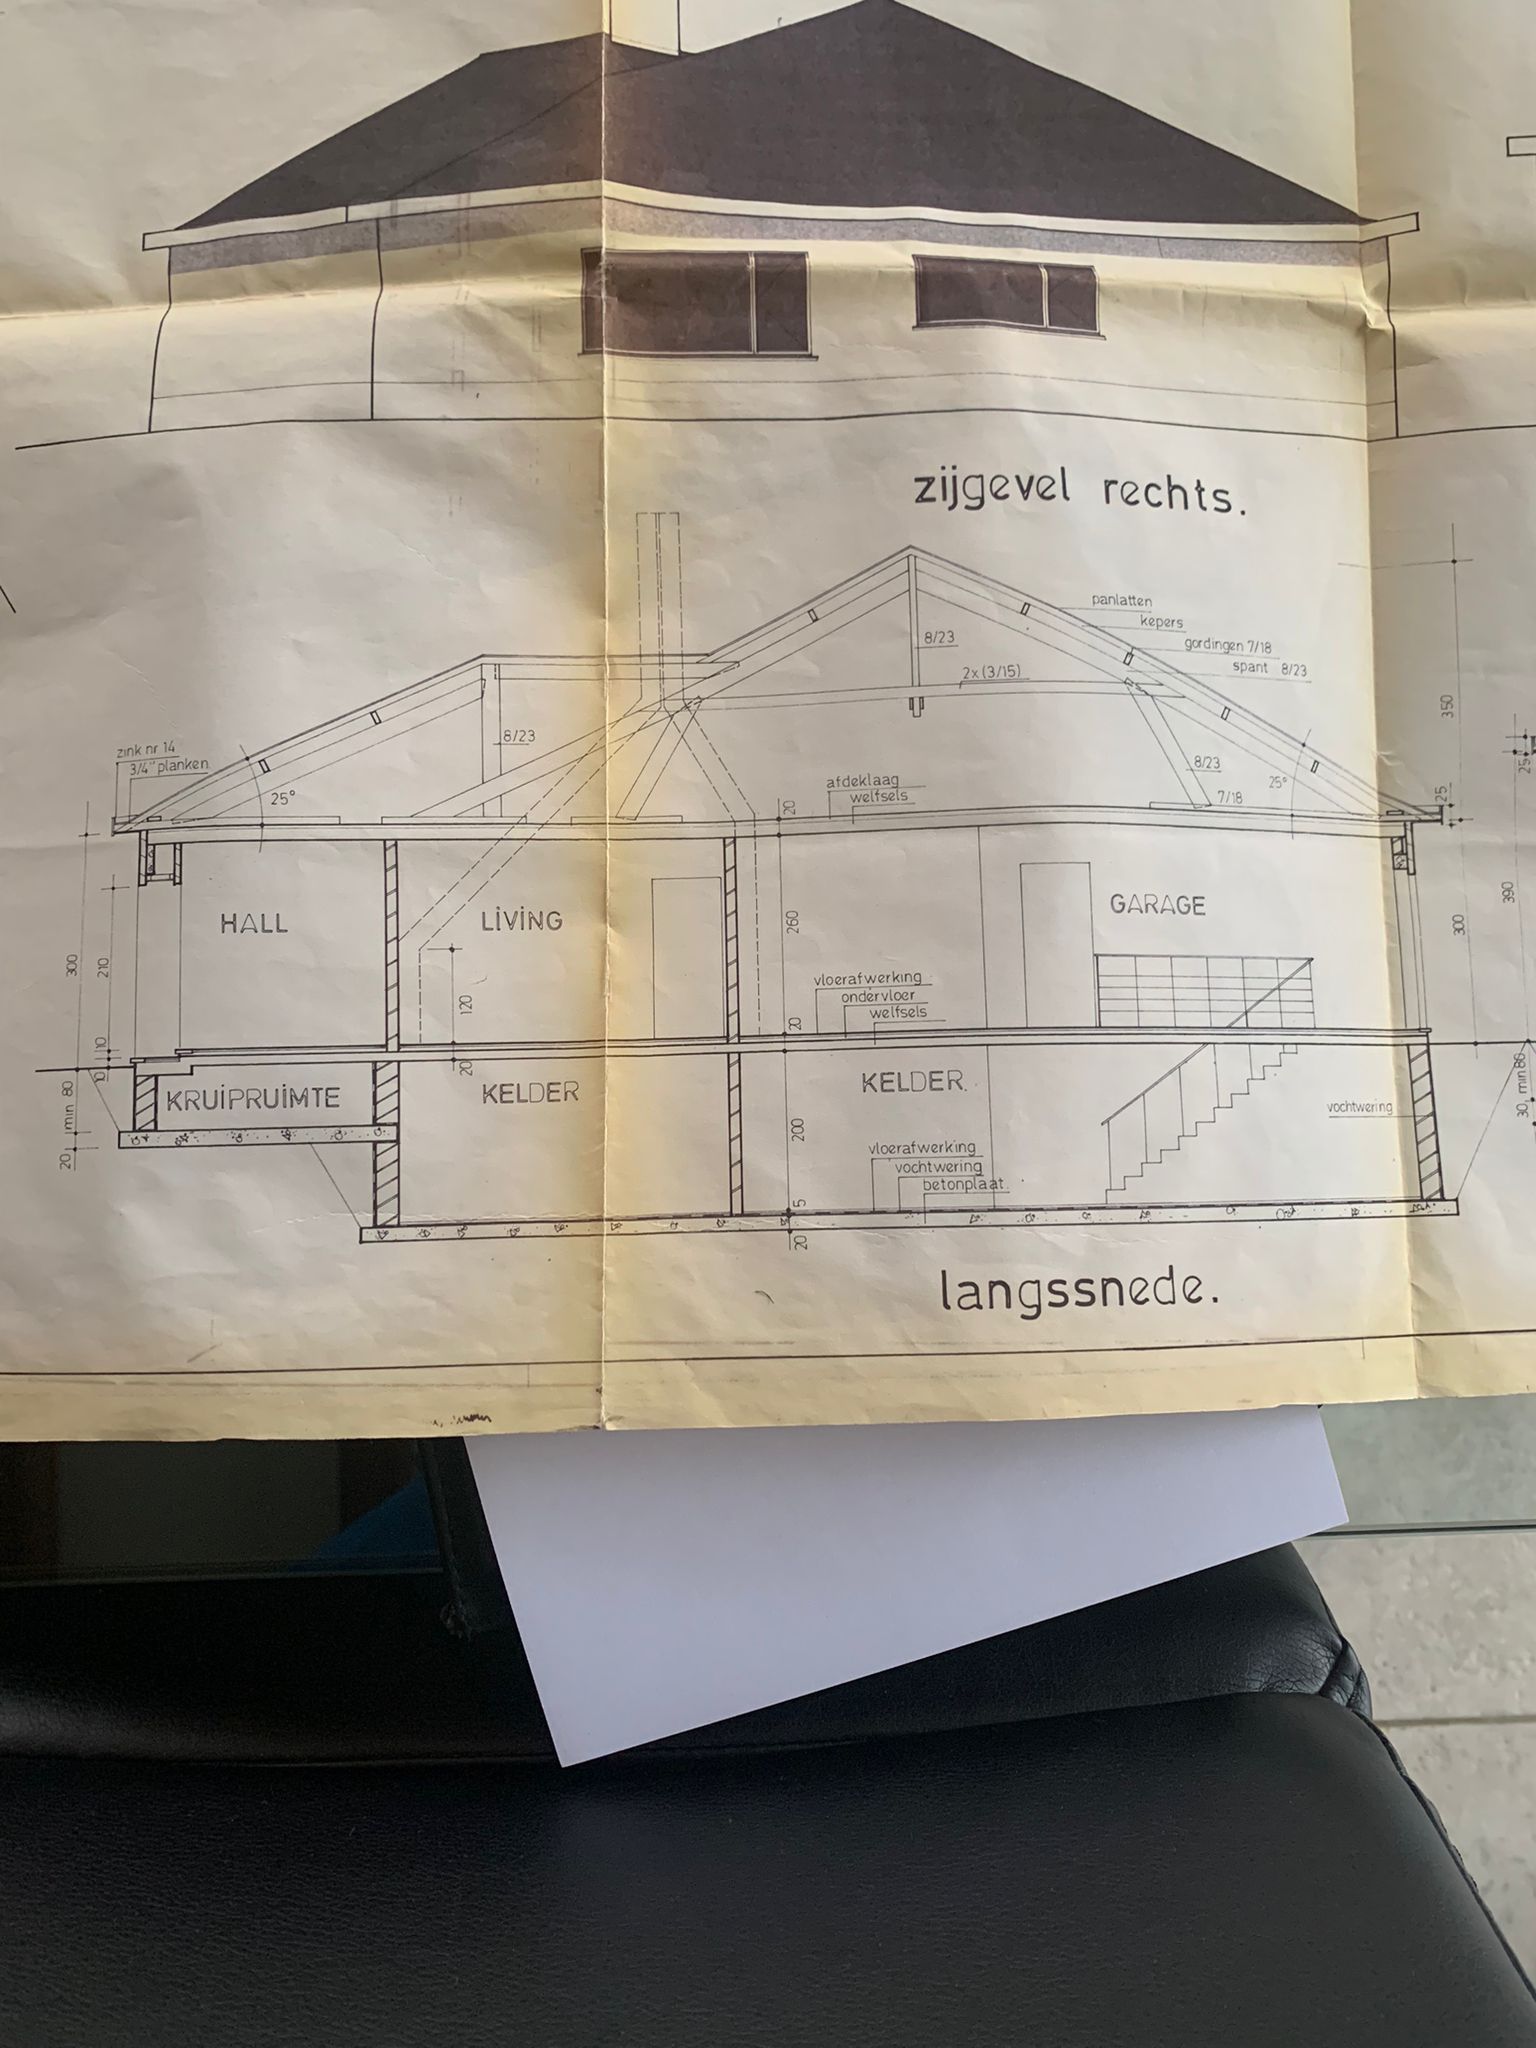 zijgevel rechts.
panlatten
kepers
gordingen 7/18
spant 8/23
8/23
2x(3/15)
350
zink nr 14
3/4" planken
8/23
25°
8/23
25°
7/18
afdeklaag
welfsels
20
25
25
HALL
LIVING
GARAGE
300
210
120
260
300
390
vloerafwerking
ondervloer
welfsels
20
10
10
20
min 80
20
KRUIPRUIMTE
KELDER
KELDER
200
vochtwering
30, min.80
vloerafwerking
vochtwering
betonplaat
5
20
langssnede.